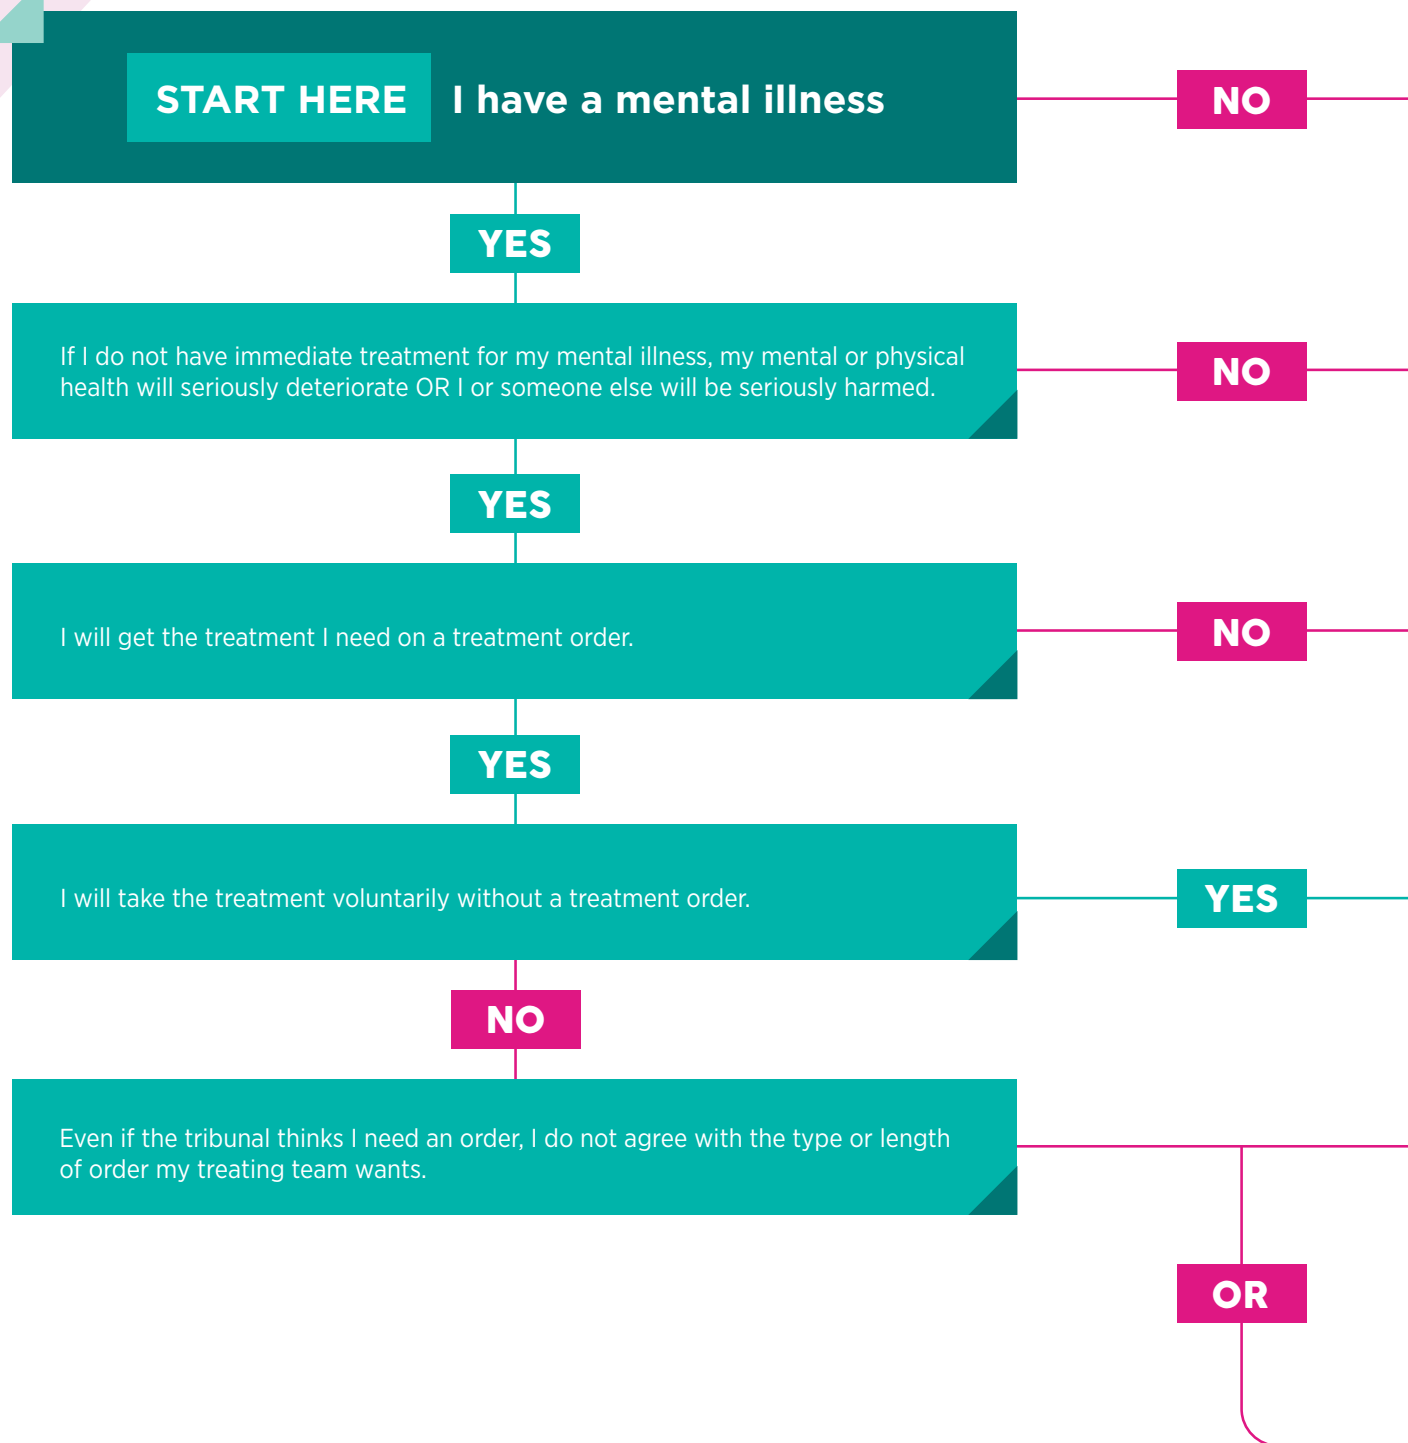 START HERE I have a mental illness
NO
YES
If I do not have immediate treatment for my mental illness, my mental or physical
health will seriously deteriorate OR I or someone else will be seriously harmed.
NO
YES
I will get the treatment I need on a treatment order.
NO
YES
I will take the treatment voluntarily without a treatment order.
YES
NO
Even if the tribunal thinks I need an order, I do not agree with the type or length
of order my treating team wants.
OR